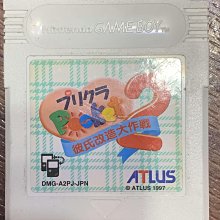 Nintendo GAME BOY
プリクラ
Pocket 2
彼氏改造大作戦
DMG-A2PJ-JPN
ATLUS
© ATLUS 1997